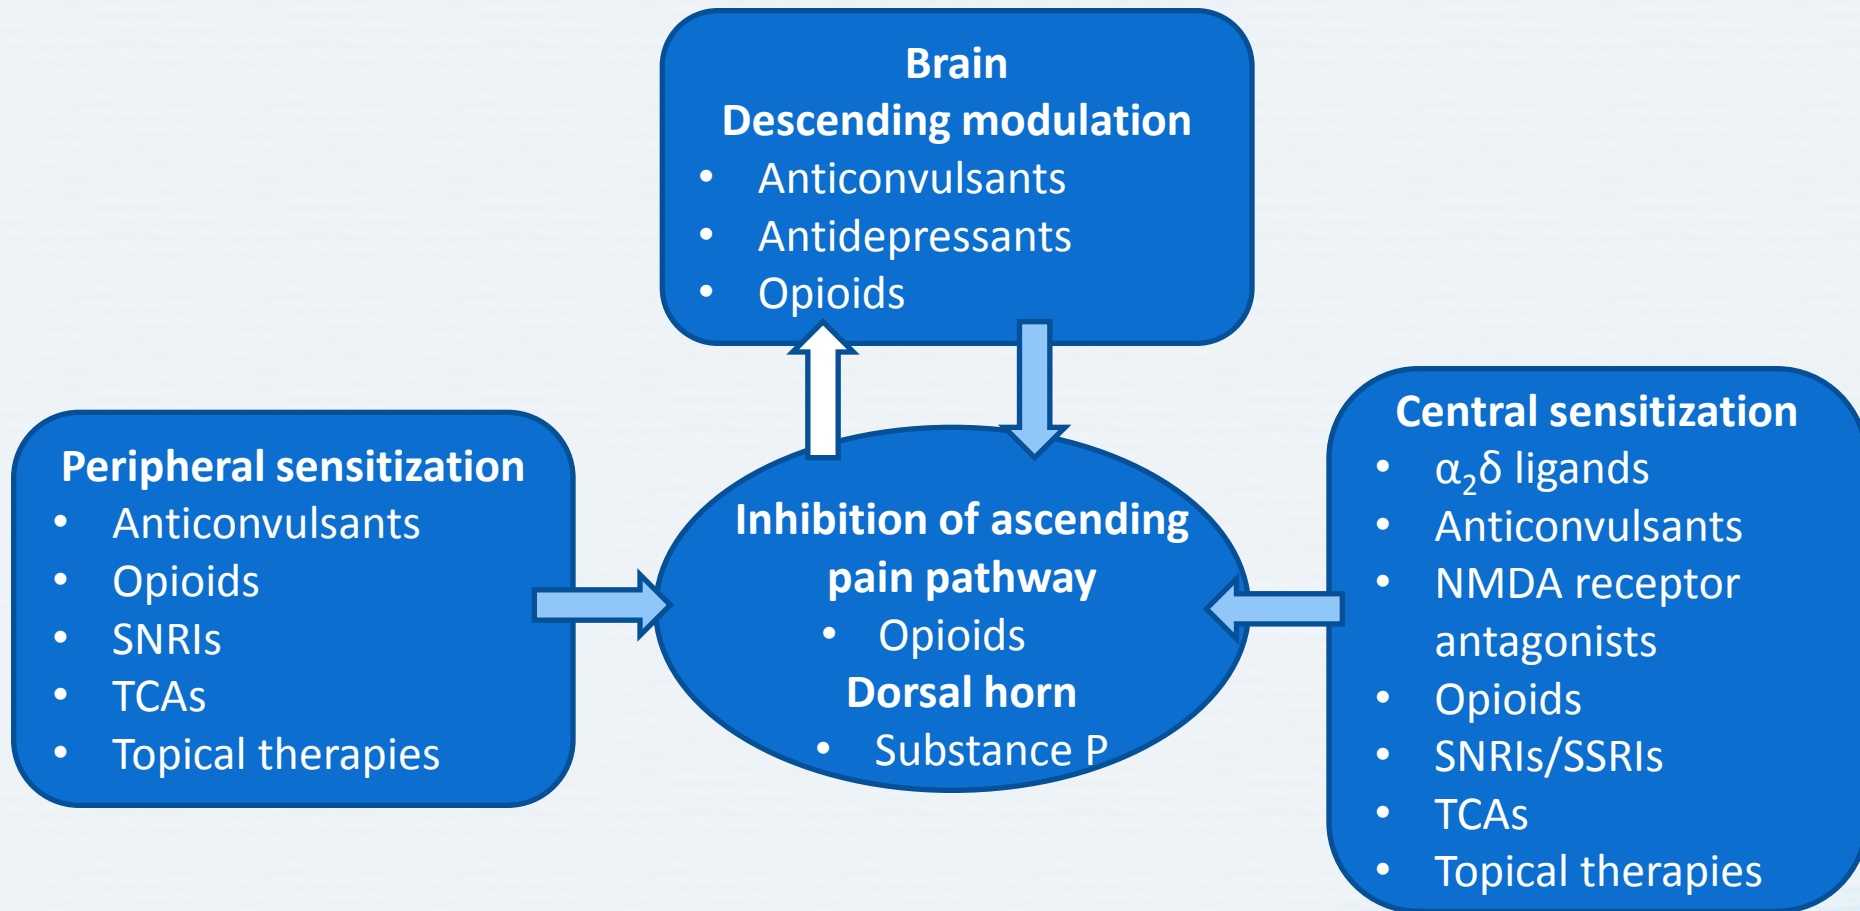 Brain
Descending modulation
• Anticonvulsants
• Antidepressants
• Opioids
Peripheral sensitization
• Anticonvulsants
• Opioids
• SNRIs
• TCAs
• Topical therapies
Inhibition of ascending
pain pathway
• Opioids
Dorsal horn
• Substance P
Central sensitization
• α₂δ ligands
• Anticonvulsants
• NMDA receptor
antagonists
• Opioids
• SNRIs/SSRIs
• TCAs
• Topical therapies